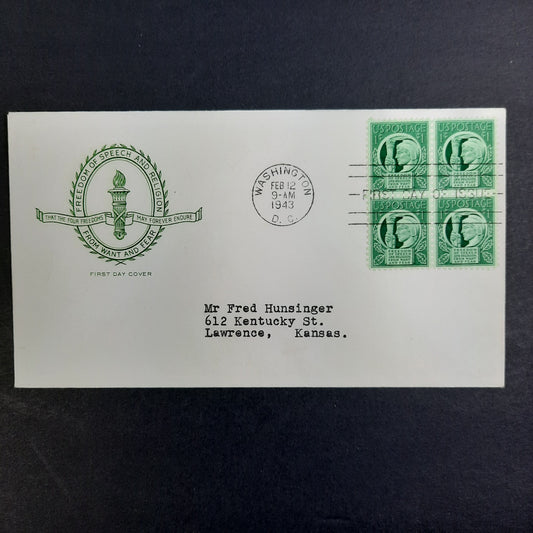 FREEDOM OF SPEECH AND RELIGION
THAT THE FOUR FREEDOMS MAY FOREVER ENDURE
FROM WANT AND FEAR
FIRST DAY COVER
WASHINGTON
FEB 12
9-AM
1943
D. C.
U.S. POSTAGE U.S. POSTAGE
FIRST DAY OF ISSUE
U.S. POSTAGE U.S. POSTAGE
Mr Fred Hunsinger
612 Kentucky St.
Lawrence, Kansas.